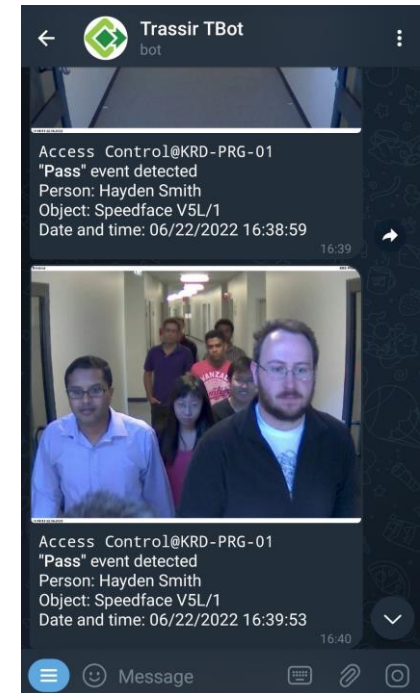 Trassir TBot
bot
Access Control@KRD-PRG-01
"Pass" event detected
Person: Hayden Smith
Object: Speedface V5L/1
Date and time: 06/22/2022 16:38:59
16:39
VANZAL
Access Control@KRD-PRG-01
"Pass" event detected
Person: Hayden Smith
Object: Speedface V5L/1
Date and time: 06/22/2022 16:39:53
16:40
Message